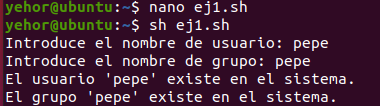 yehor@ubuntu:~$ nano ej1.sh
yehor@ubuntu:~$ sh ej1.sh
Introduce el nombre de usuario: pepe
Introduce el nombre de grupo: pepe
El usuario 'pepe' existe en el sistema.
El grupo 'pepe' existe en el sistema.